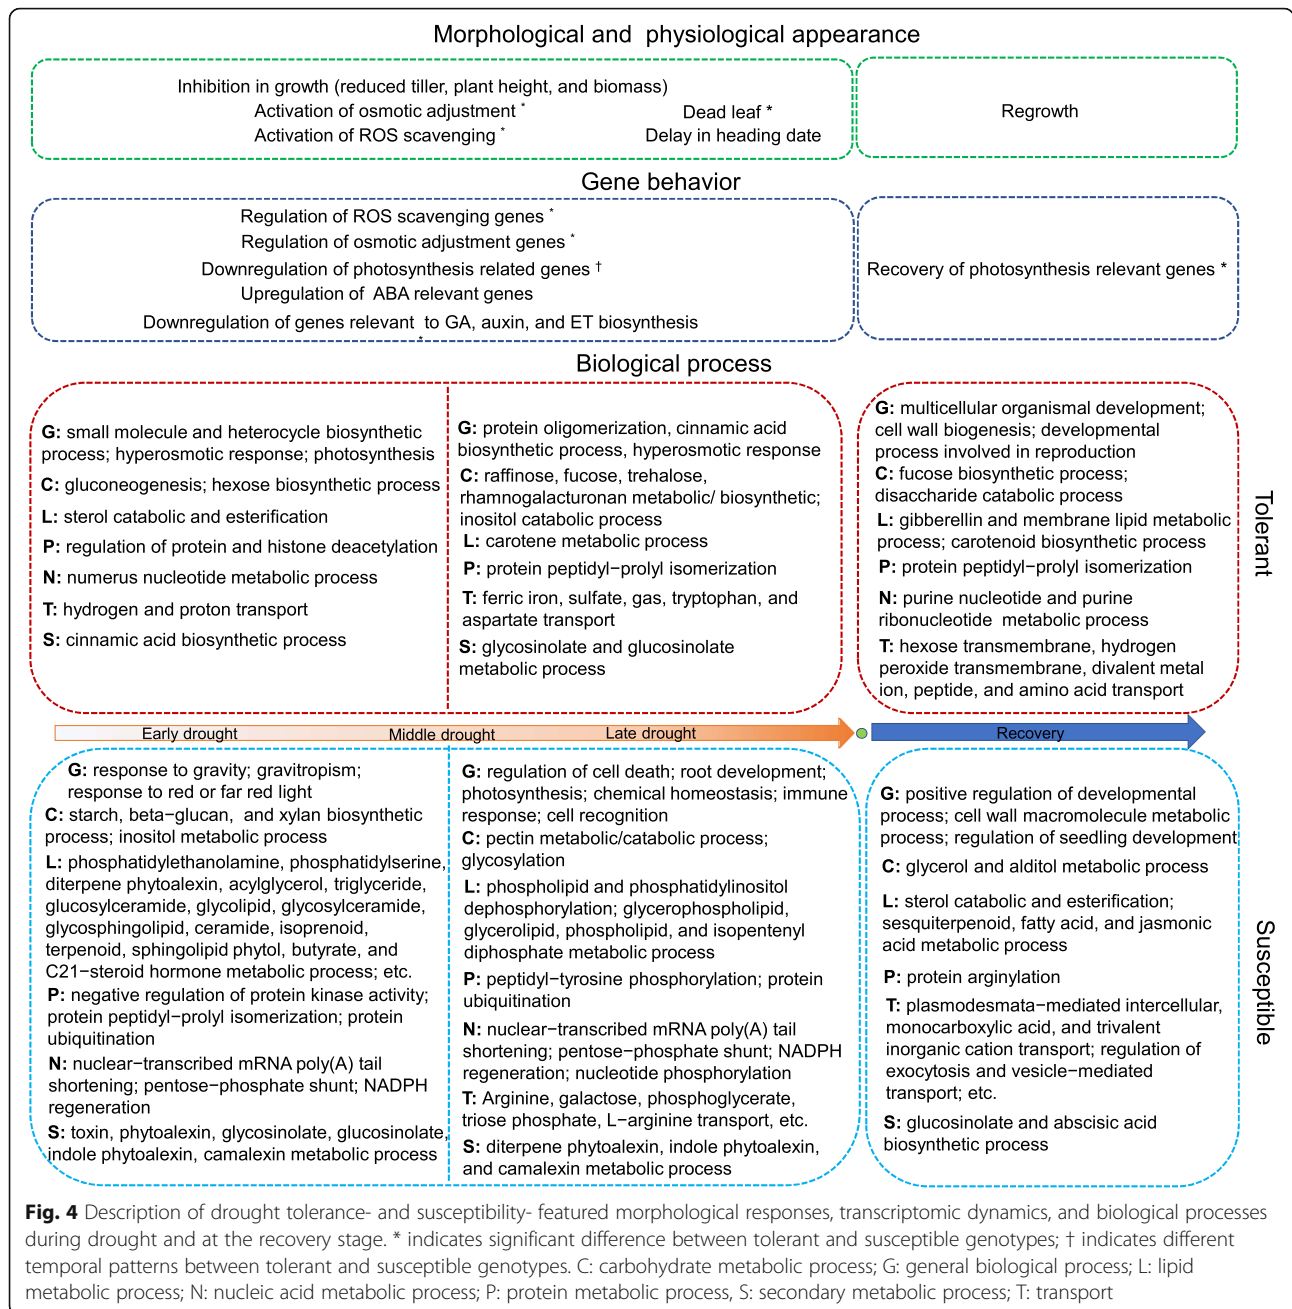 Morphological and physiological appearance
Inhibition in growth (reduced tiller, plant height, and biomass)
Activation of osmotic adjustment *
Dead leaf *
Activation of ROS scavenging *
Delay in heading date
Regrowth
Gene behavior
Regulation of ROS scavenging genes *
Regulation of osmotic adjustment genes *
Downregulation of photosynthesis related genes †
Upregulation of ABA relevant genes
Downregulation of genes relevant to GA, auxin, and ET biosynthesis
*
Recovery of photosynthesis relevant genes *
Biological process
G: small molecule and heterocycle biosynthetic
process; hyperosmotic response; photosynthesis
C: gluconeogenesis; hexose biosynthetic process
L: sterol catabolic and esterification
P: regulation of protein and histone deacetylation
N: numerus nucleotide metabolic process
T: hydrogen and proton transport
S: cinnamic acid biosynthetic process
G: protein oligomerization, cinnamic acid
biosynthetic process, hyperosmotic response
C: raffinose, fucose, trehalose,
rhamnogalacturonan metabolic/ biosynthetic;
inositol catabolic process
L: carotene metabolic process
P: protein peptidyl−prolyl isomerization
T: ferric iron, sulfate, gas, tryptophan, and
aspartate transport
S: glycosinolate and glucosinolate
metabolic process
G: multicellular organismal development;
cell wall biogenesis; developmental
process involved in reproduction
C: fucose biosynthetic process;
disaccharide catabolic process
L: gibberellin and membrane lipid metabolic
process; carotenoid biosynthetic process
P: protein peptidyl−prolyl isomerization
N: purine nucleotide and purine
ribonucleotide metabolic process
T: hexose transmembrane, hydrogen
peroxide transmembrane, divalent metal
ion, peptide, and amino acid transport
Tolerant
Early drought
Middle drought
Late drought
Recovery
G: response to gravity; gravitropism;
response to red or far red light
C: starch, beta−glucan, and xylan biosynthetic
process; inositol metabolic process
L: phosphatidylethanolamine, phosphatidylserine,
diterpene phytoalexin, acylglycerol, triglyceride,
glucosylceramide, glycolipid, glycosylceramide,
glycosphingolipid, ceramide, isoprenoid,
terpenoid, sphingolipid phytol, butyrate, and
C21−steroid hormone metabolic process; etc.
P: negative regulation of protein kinase activity;
protein peptidyl−prolyl isomerization; protein
ubiquitination
N: nuclear−transcribed mRNA poly(A) tail
shortening; pentose−phosphate shunt; NADPH
regeneration
S: toxin, phytoalexin, glycosinolate, glucosinolate,
indole phytoalexin, camalexin metabolic process
G: regulation of cell death; root development;
photosynthesis; chemical homeostasis; immune
response; cell recognition
C: pectin metabolic/catabolic process;
glycosylation
L: phospholipid and phosphatidylinositol
dephosphorylation; glycerophospholipid,
glycerolipid, phospholipid, and isopentenyl
diphosphate metabolic process
P: peptidyl−tyrosine phosphorylation; protein
ubiquitination
N: nuclear−transcribed mRNA poly(A) tail
shortening; pentose−phosphate shunt; NADPH
regeneration; nucleotide phosphorylation
T: Arginine, galactose, phosphoglycerate,
triose phosphate, L−arginine transport, etc.
S: diterpene phytoalexin, indole phytoalexin,
and camalexin metabolic process
G: positive regulation of developmental
process; cell wall macromolecule metabolic
process; regulation of seedling development
C: glycerol and alditol metabolic process
L: sterol catabolic and esterification;
sesquiterpenoid, fatty acid, and jasmonic
acid metabolic process
P: protein arginylation
T: plasmodesmata−mediated intercellular,
monocarboxylic acid, and trivalent
inorganic cation transport; regulation of
exocytosis and vesicle−mediated
transport; etc.
S: glucosinolate and abscisic acid
biosynthetic process
Susceptible
Fig. 4 Description of drought tolerance- and susceptibility- featured morphological responses, transcriptomic dynamics, and biological processes
during drought and at the recovery stage. * indicates significant difference between tolerant and susceptible genotypes; † indicates different
temporal patterns between tolerant and susceptible genotypes. C: carbohydrate metabolic process; G: general biological process; L: lipid
metabolic process; N: nucleic acid metabolic process; P: protein metabolic process, S: secondary metabolic process; T: transport